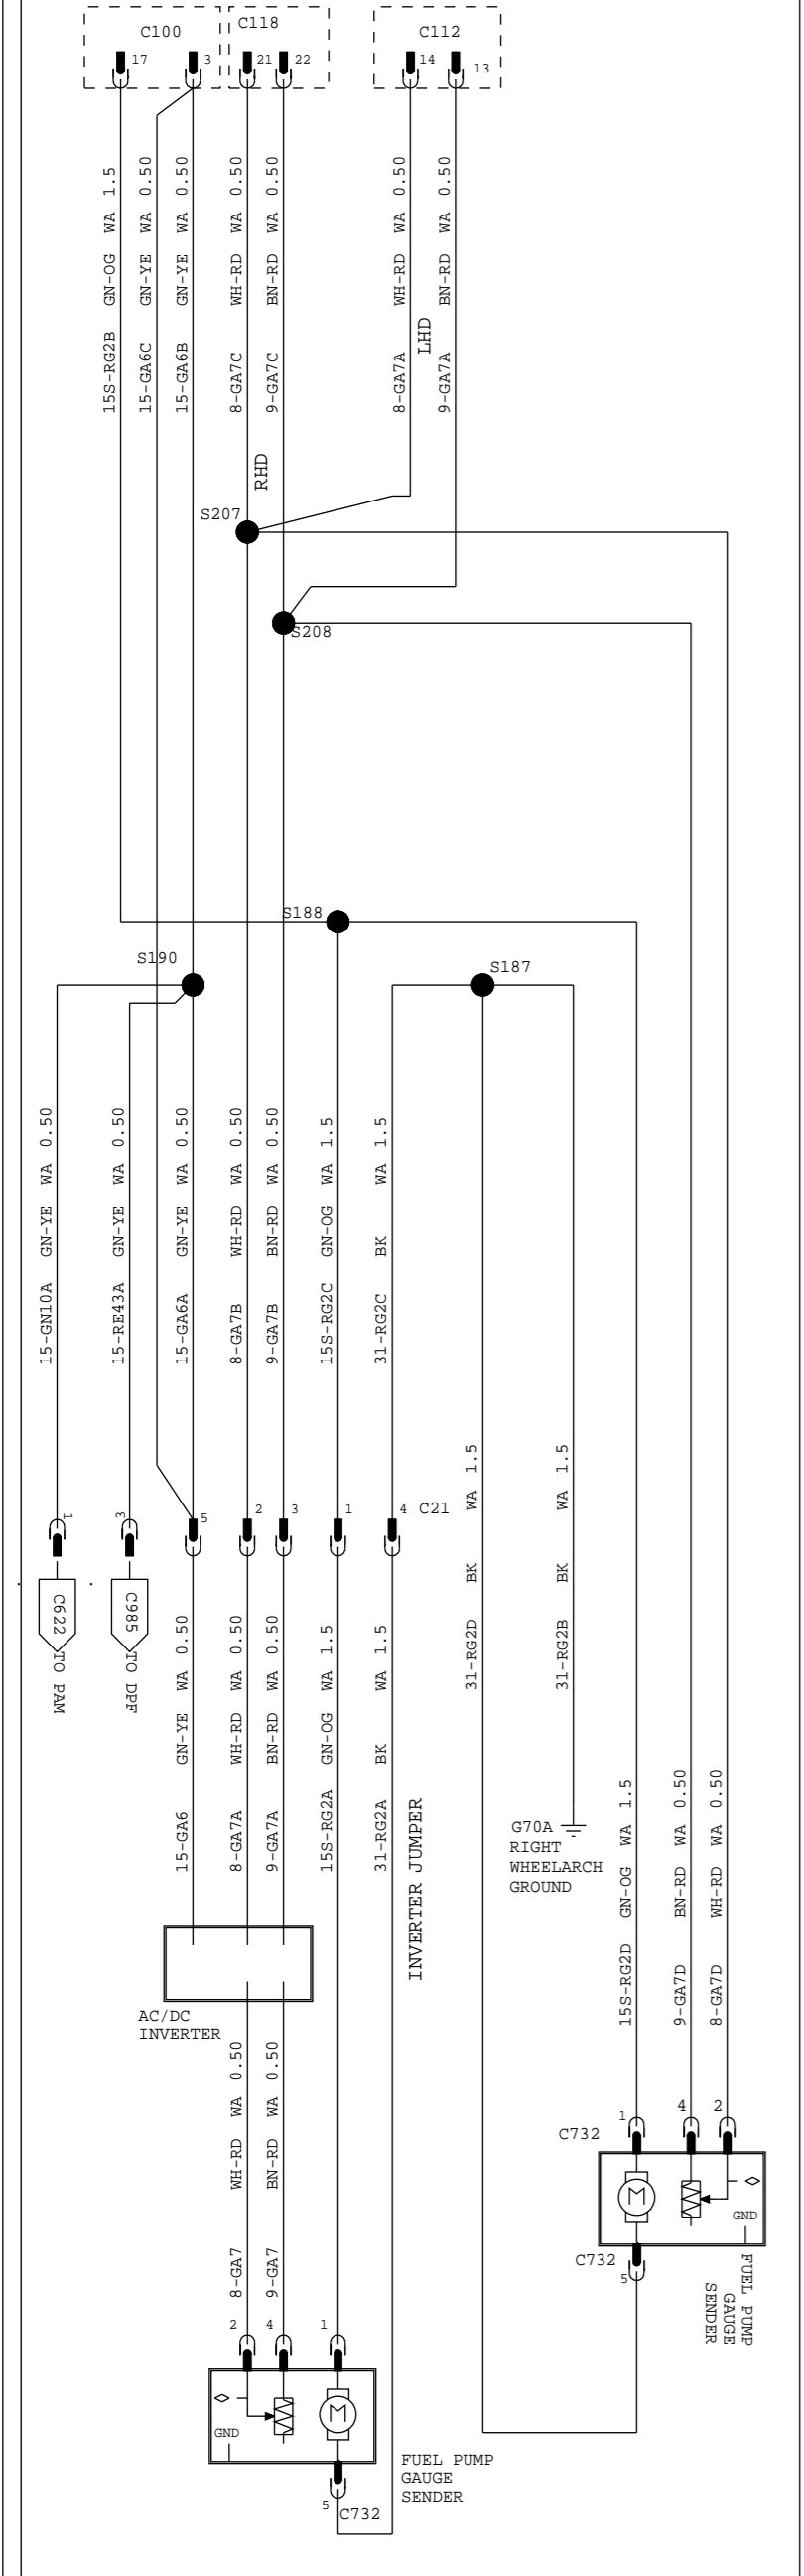 C100
C118
C112
17
3
21
22
14
13
15S-RG2B GN-OG WA 1.5
15-GA6C GN-YE WA 0.50
15-GA6B GN-YE WA 0.50
8-GA7C WH-RD WA 0.50
9-GA7C BN-RD WA 0.50
8-GA7A WH-RD WA 0.50
LHD
9-GA7A BN-RD WA 0.50
RHD
S207
S208
S188
S190
S187
15-GN10A GN-YE WA 0.50
15-RE43A GN-YE WA 0.50
15-GA6A GN-YE WA 0.50
8-GA7B WH-RD WA 0.50
9-GA7B BN-RD WA 0.50
15S-RG2C GN-OG WA 1.5
31-RG2C BK WA 1.5
31-RG2D BK WA 1.5
31-RG2B BK WA 1.5
1
3
5
2
3
1
4
C21
C622
TO PAM
C985
TO DPF
15-GA6 GN-YE WA 0.50
8-GA7A WH-RD WA 0.50
9-GA7A BN-RD WA 0.50
15S-RG2A GN-OG WA 1.5
31-RG2A BK WA 1.5
INVERTER JUMPER
G70A
RIGHT
WHEELARCH
GROUND
15S-RG2D GN-OG WA 1.5
9-GA7D BN-RD WA 0.50
8-GA7D WH-RD WA 0.50
AC/DC
INVERTER
8-GA7 WH-RD WA 0.50
9-GA7 BN-RD WA 0.50
C732
1
4
2
M
GND
C732
5
FUEL PUMP
GAUGE
SENDER
2
4
1
M
GND
FUEL PUMP
GAUGE
SENDER
5
C732